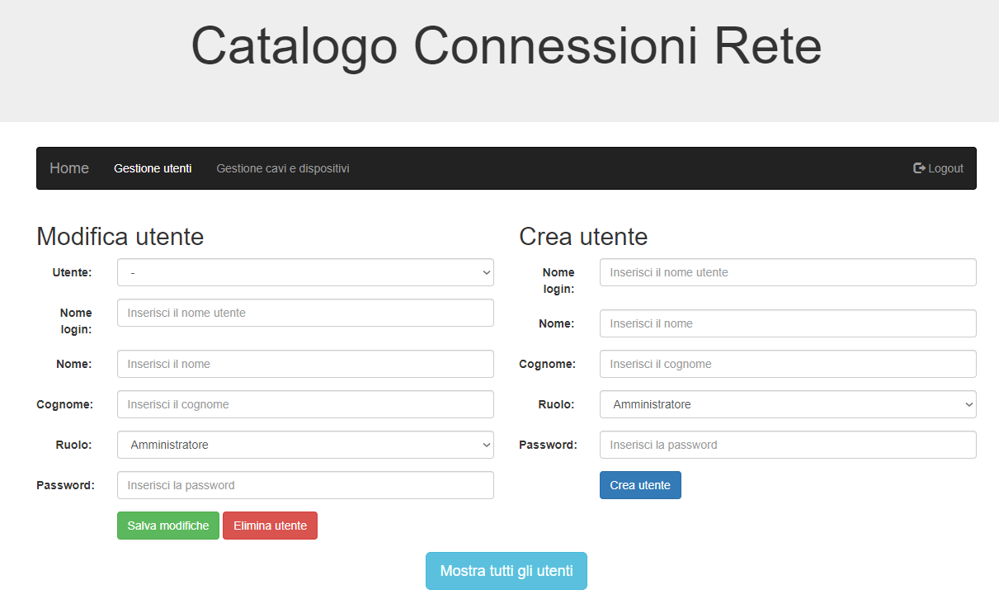 Catalogo Connessioni Rete
Home Gestione utenti Gestione cavi e dispositivi Logout
Modifica utente
Utente: -
Nome login: Inserisci il nome utente
Nome: Inserisci il nome
Cognome: Inserisci il cognome
Ruolo: Amministratore
Password: Inserisci la password
Salva modifiche Elimina utente
Crea utente
Nome login: Inserisci il nome utente
Nome: Inserisci il nome
Cognome: Inserisci il cognome
Ruolo: Amministratore
Password: Inserisci la password
Crea utente
Mostra tutti gli utenti